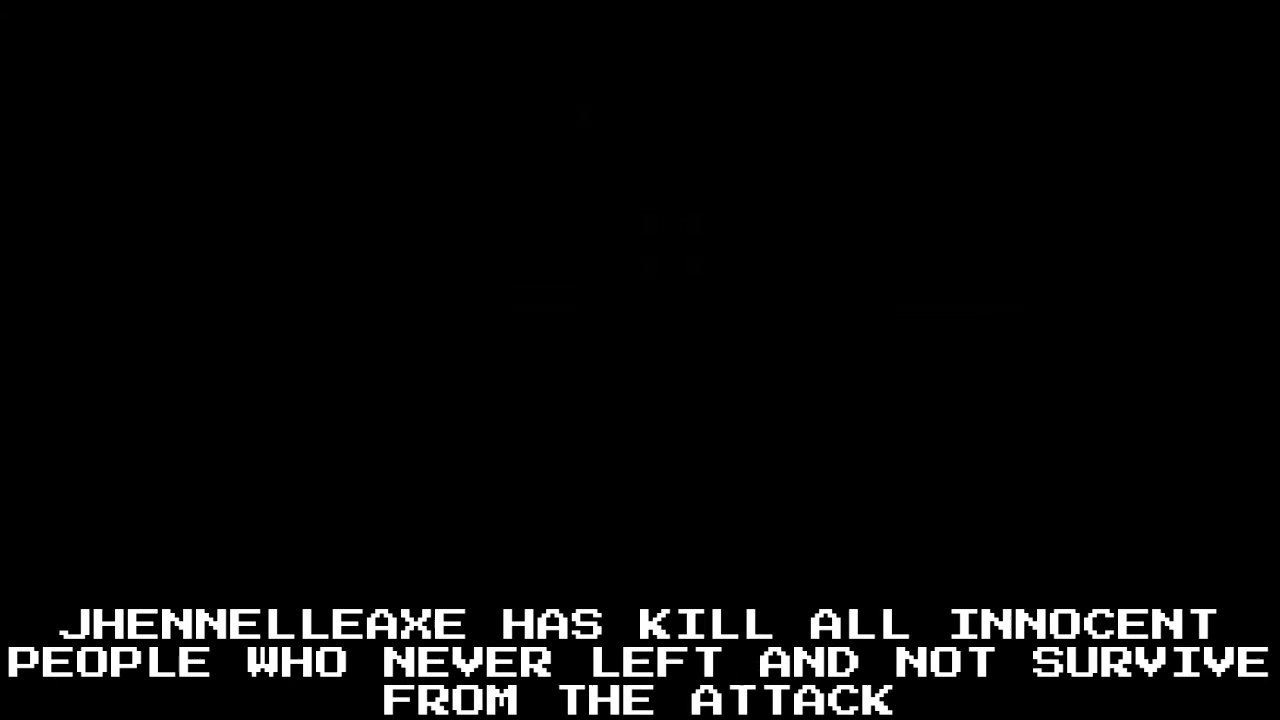 JHENNELLEAXE HAS KILL ALL INNOCENT
PEOPLE WHO NEVER LEFT AND NOT SURVIVE
FROM THE ATTACK